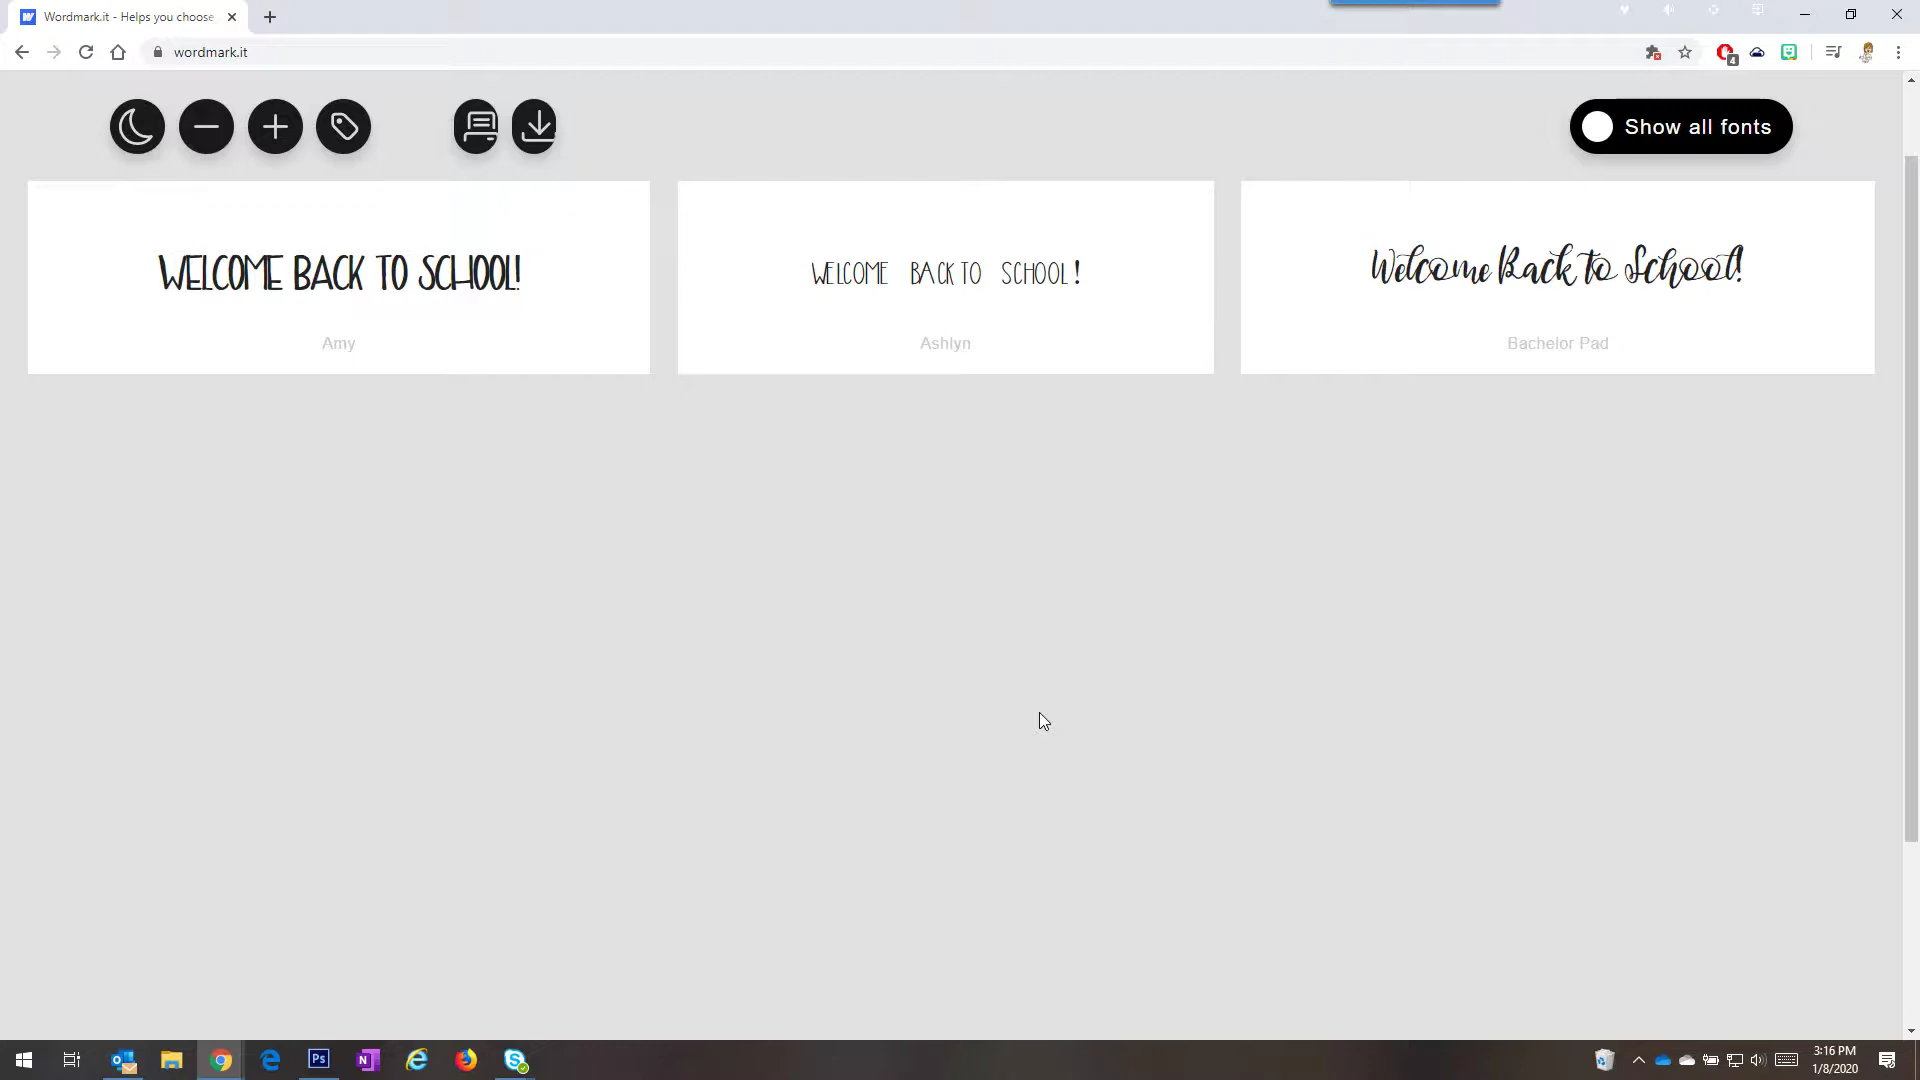 Wordmark.it - Helps you choose
wordmark.it
4
Show all fonts
WELCOME BACK TO SCHOOL!
Amy
WELCOME BACK TO SCHOOL!
Ashlyn
Welcome Back to School!
Bachelor Pad
3:16 PM
1/8/2020